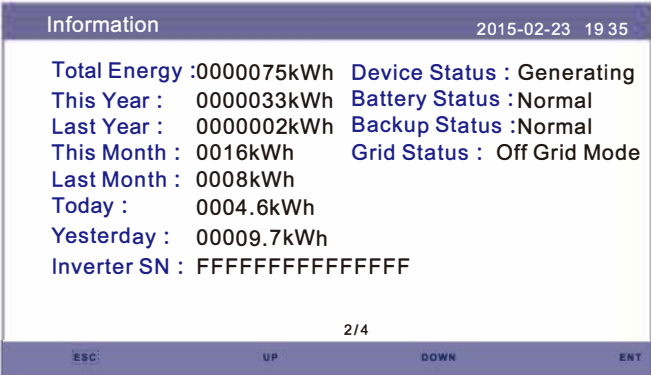 Information 2015-02-23 19 35
Total Energy :0000075kWh Device Status : Generating
This Year : 0000033kWh Battery Status : Normal
Last Year : 0000002kWh Backup Status :Normal
This Month : 0016kWh Grid Status : Off Grid Mode
Last Month : 0008kWh
Today : 0004.6kWh
Yesterday : 00009.7kWh
Inverter SN : FFFFFFFFFFFFFFF
2/4
ESC UP DOWN ENT